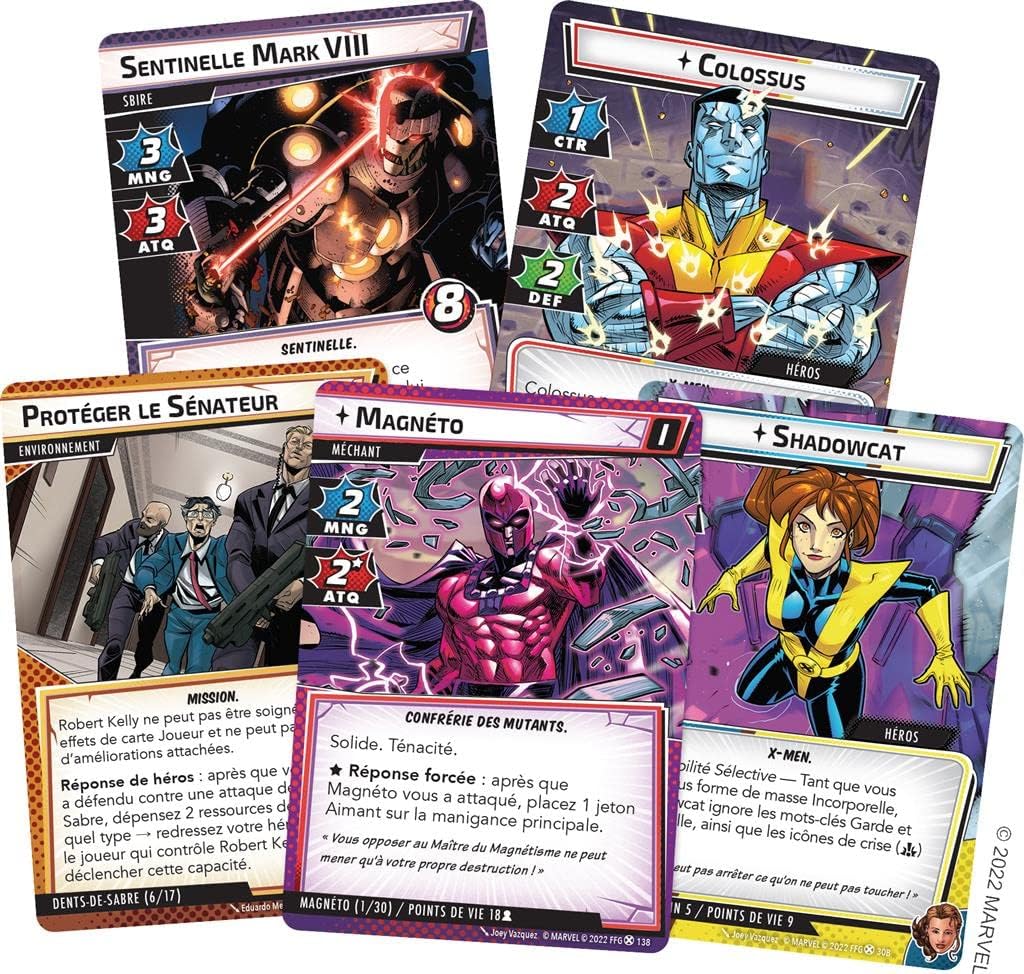 SENTINELLE MARK VIII
SBIRE
3
MNG
3
ATQ
8
SENTINELLE.
ce
COLOSSUS
1
CTR
2
ATQ
2
DEF
HÉROS
X-MEN.
Colossus
PROTÉGER LE SÉNATEUR
ENVIRONNEMENT
MISSION.
Robert Kelly ne peut pas être soigné
effets de carte Joueur et ne peut pa
d'améliorations attachées.
Réponse de héros : après que v
a défendu contre une attaque de
Sabre, dépensez 2 ressources de
quel type → redressez votre hér
le joueur qui contrôle Robert Ke
déclencher cette capacité.
DENTS-DE-SABRE (6/17)
Eduardo Me
MAGNÉTO
I
MÉCHANT
2
MNG
2★
ATQ
CONFRÉRIE DES MUTANTS.
Solide. Ténacité.
★ Réponse forcée : après que
Magnéto vous a attaqué, placez 1 jeton
Aimant sur la manigance principale.
« Vous opposer au Maître du Magnétisme ne peut
mener qu'à votre propre destruction ! »
MAGNÉTO (1/30) / POINTS DE VIE 18
Joey Vazquez © MARVEL © 2022 FFG 138
SHADOWCAT
HÉROS
X-MEN.
bilité Sélective — Tant que vous
us forme de masse Incorporelle,
wcat ignore les mots-clés Garde et
lle, ainsi que les icônes de crise ( )
eut pas arrêter ce qu'on ne peut pas toucher ! »
N 5 / POINTS DE VIE 9
Joey Vazquez © MARVEL © 2022 FFG 30B
© 2022 MARVEL